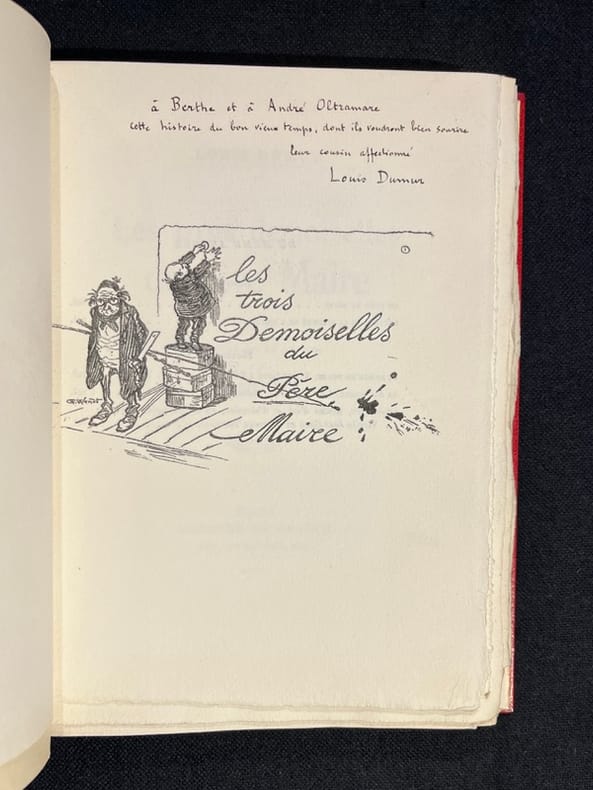 à Berthe et à André Oltramare
cette histoire du bon vieux temps, dont ils voudront bien sourire
leur cousin affectionné
Louis Dumur
les
trois
Demoiselles
du
Père
Maire